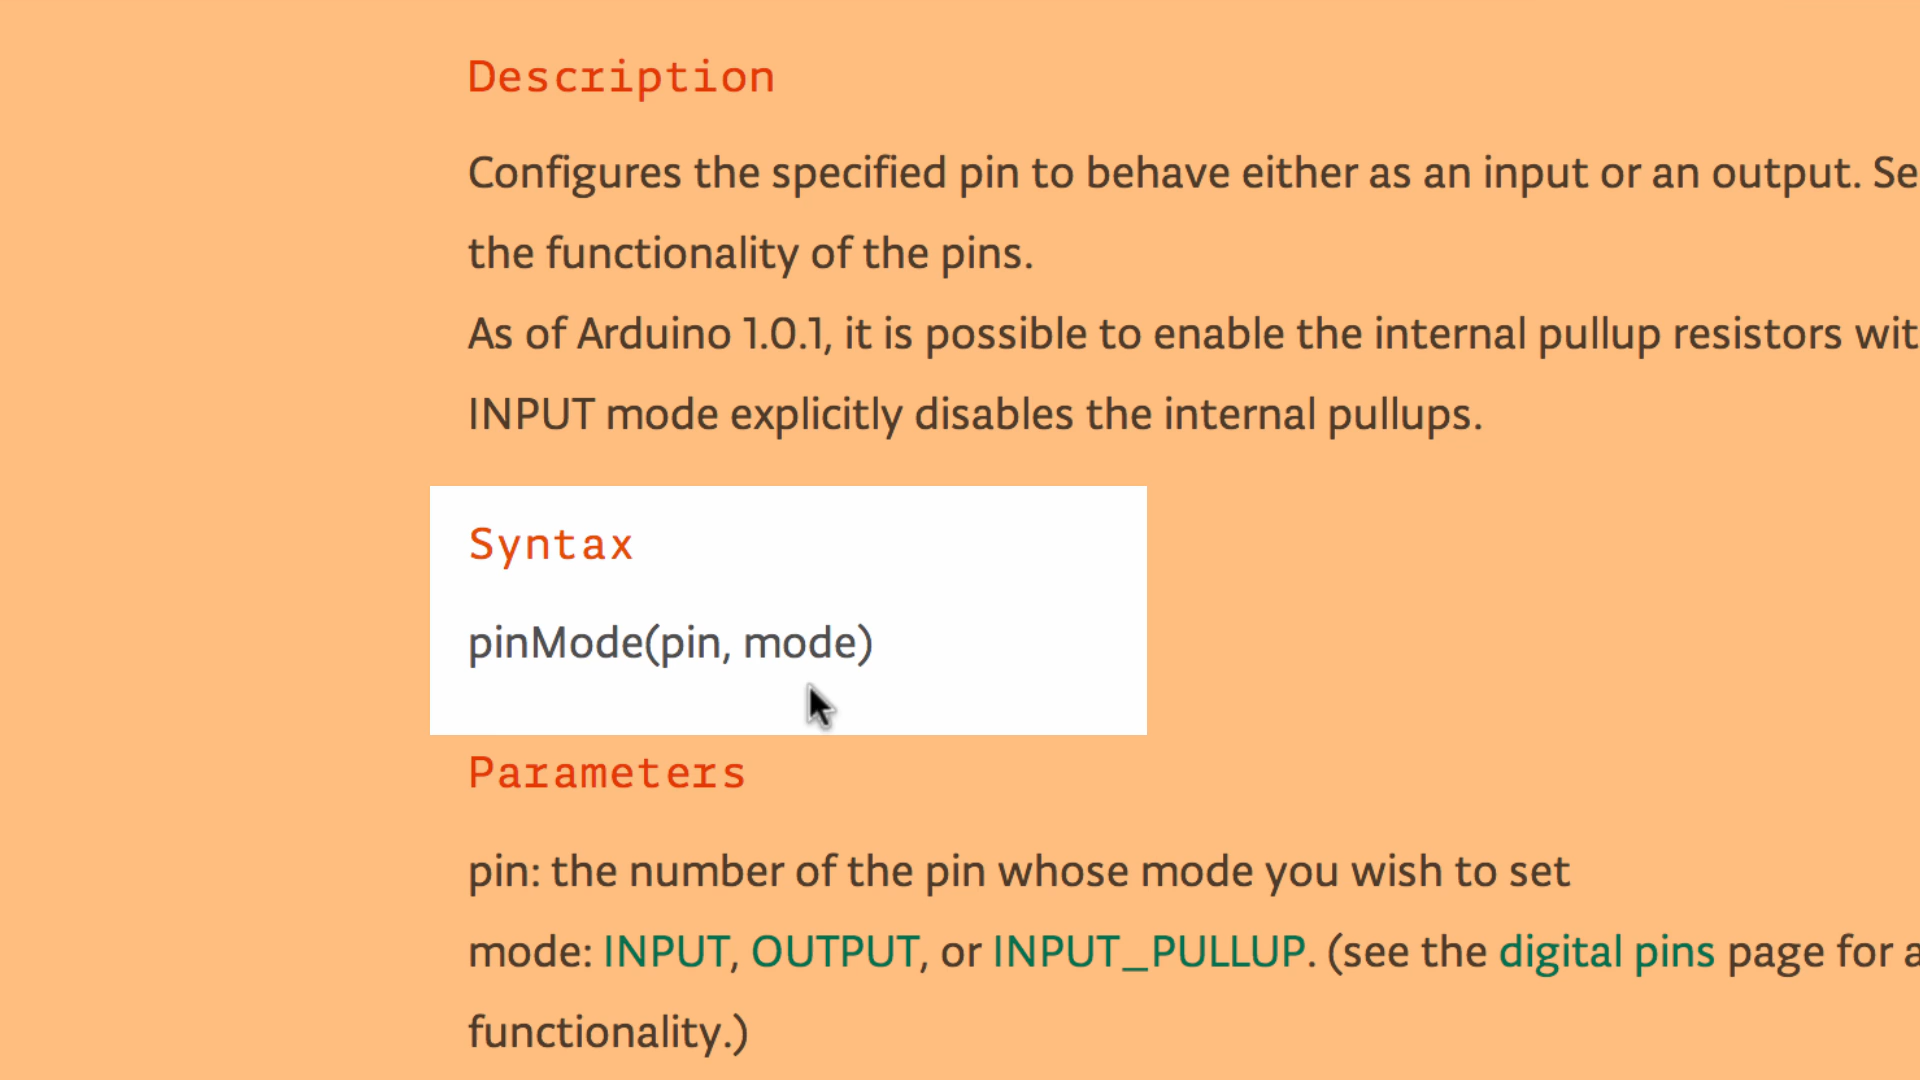 Description
Configures the specified pin to behave either as an input or an output.
the functionality of the pins.
As of Arduino 1.0.1, it is possible to enable the internal pullup resistors
INPUT mode explicitly disables the internal pullups.
Syntax
pinMode(pin, mode)
Parameters
pin: the number of the pin whose mode you wish to set
mode: INPUT, OUTPUT, or INPUT_PULLUP. (see the digital pins page for
functionality.)